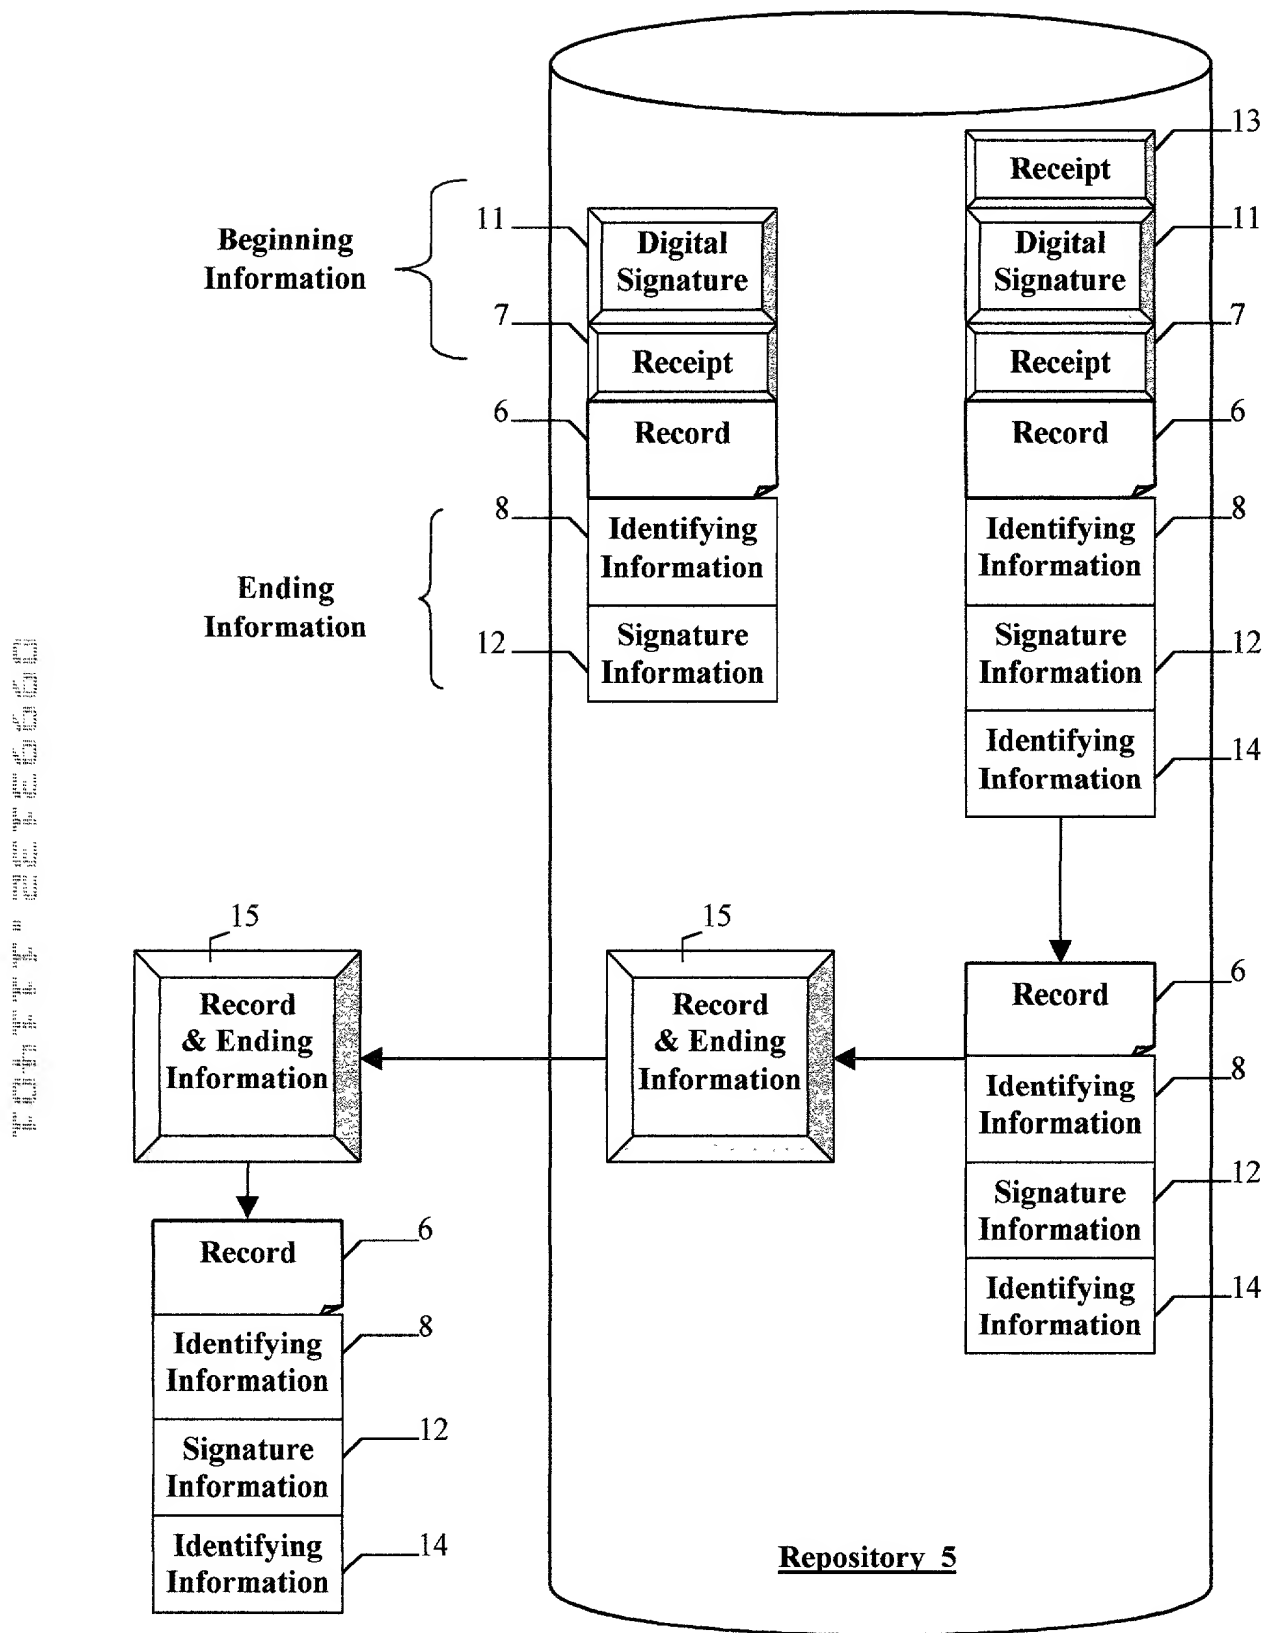 13
Receipt
11
Digital
Signature
11
Digital
Signature
Beginning
Information
7
Receipt
7
Receipt
6
Record
6
Record
8
Identifying
Information
8
Identifying
Information
Ending
Information
12
Signature
Information
12
Signature
Information
14
Identifying
Information
15
Record
& Ending
Information
15
Record
& Ending
Information
6
Record
8
Identifying
Information
12
Signature
Information
14
Identifying
Information
6
Record
8
Identifying
Information
12
Signature
Information
14
Identifying
Information
Repository 5